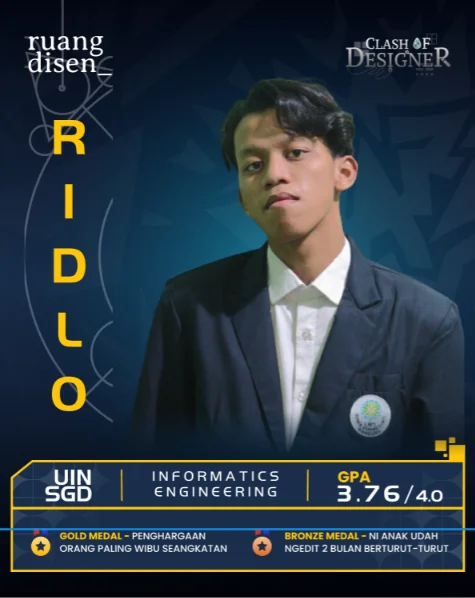 ruang
disen_
CLASH OF
DESIGNER
RIDLO
UIN
SGD
INFORMATICS
ENGINEERING
GPA
3.76/4.0
GOLD MEDAL - PENGHARGAAN
ORANG PALING WIBU SEANGKATAN
BRONZE MEDAL - NI ANAK UDAH
NGEDIT 2 BULAN BERTURUT-TURUT